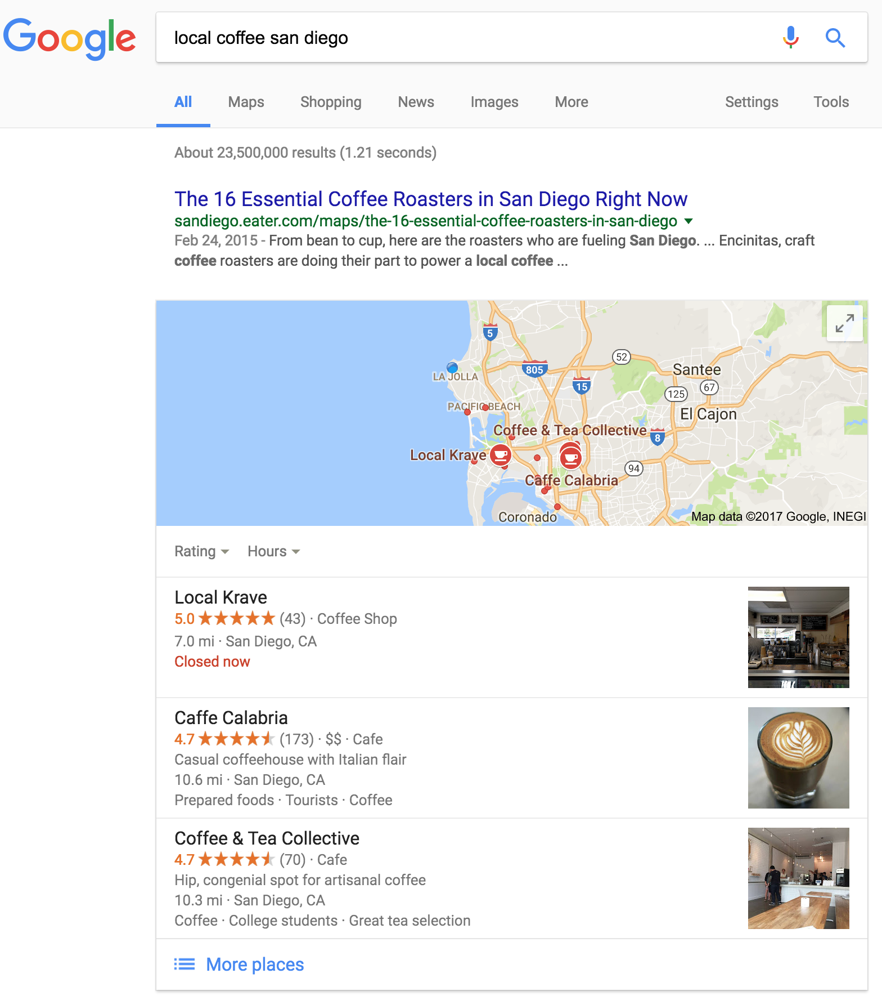 Google
local coffee san diego
All Maps Shopping News Images More Settings Tools
About 23,500,000 results (1.21 seconds)
The 16 Essential Coffee Roasters in San Diego Right Now
sandiego.eater.com/maps/the-16-essential-coffee-roasters-in-san-diego
Feb 24, 2015 - From bean to cup, here are the roasters who are fueling San Diego. ... Encinitas, craft
coffee roasters are doing their part to power a local coffee ...
5
52
805
Santee
LA JOLLA
15
67
125
PACIFIC BEACH
El Cajon
Coffee & Tea Collective
8
Local Krave
94
Caffe Calabria
Coronado
Map data ©2017 Google, INEGI
Rating Hours
Local Krave
5.0 (43) · Coffee Shop
7.0 mi · San Diego, CA
Closed now
Caffe Calabria
4.7 (173) · $$ · Cafe
Casual coffeehouse with Italian flair
10.6 mi · San Diego, CA
Prepared foods · Tourists · Coffee
Coffee & Tea Collective
4.7 (70) · Cafe
Hip, congenial spot for artisanal coffee
10.3 mi · San Diego, CA
Coffee · College students · Great tea selection
More places